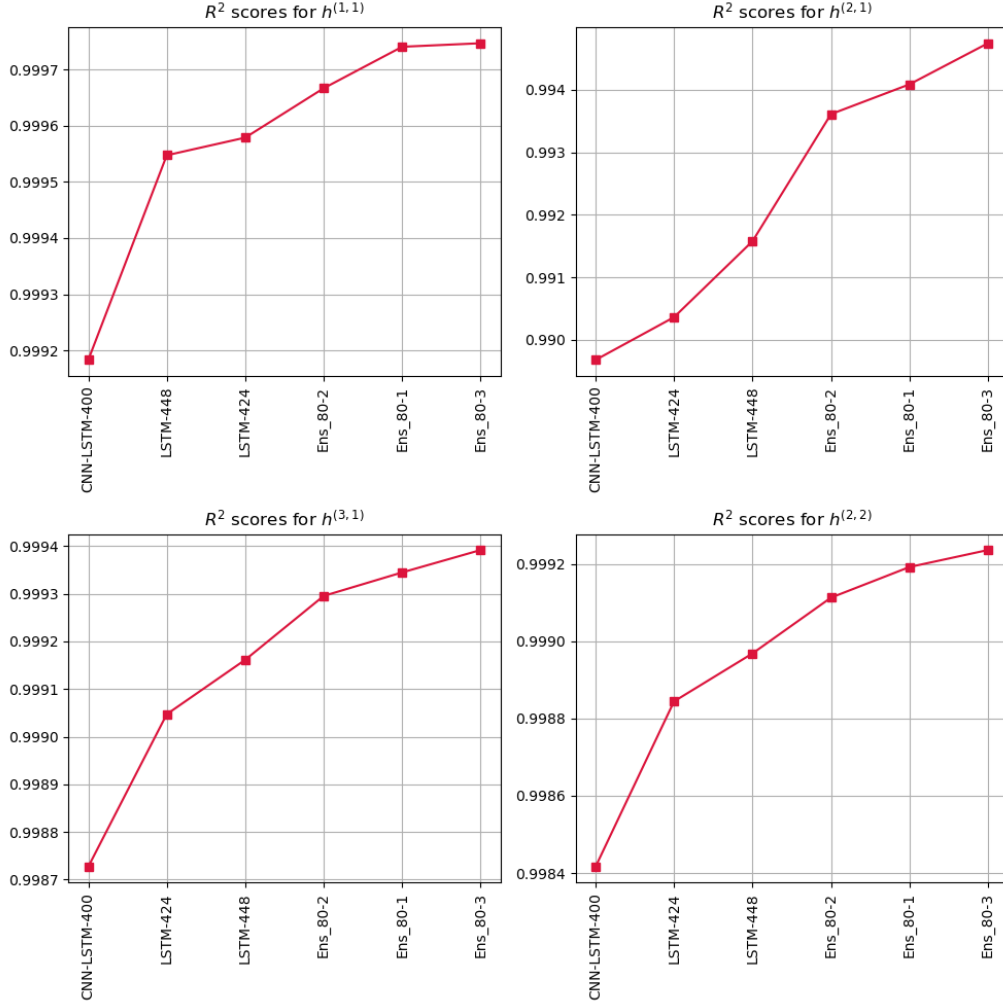 R² scores for h⁽¹,¹⁾
0.9997
0.9996
0.9995
0.9994
0.9993
0.9992
CNN-LSTM-400
LSTM-448
LSTM-424
Ens_80-2
Ens_80-1
Ens_80-3
R² scores for h⁽²,¹⁾
0.994
0.993
0.992
0.991
0.990
CNN-LSTM-400
LSTM-424
LSTM-448
Ens_80-2
Ens_80-1
Ens_80-3
R² scores for h⁽³,¹⁾
0.9994
0.9993
0.9992
0.9991
0.9990
0.9989
0.9988
0.9987
CNN-LSTM-400
LSTM-424
LSTM-448
Ens_80-2
Ens_80-1
Ens_80-3
R² scores for h⁽²,²⁾
0.9992
0.9990
0.9988
0.9986
0.9984
CNN-LSTM-400
LSTM-424
LSTM-448
Ens_80-2
Ens_80-1
Ens_80-3